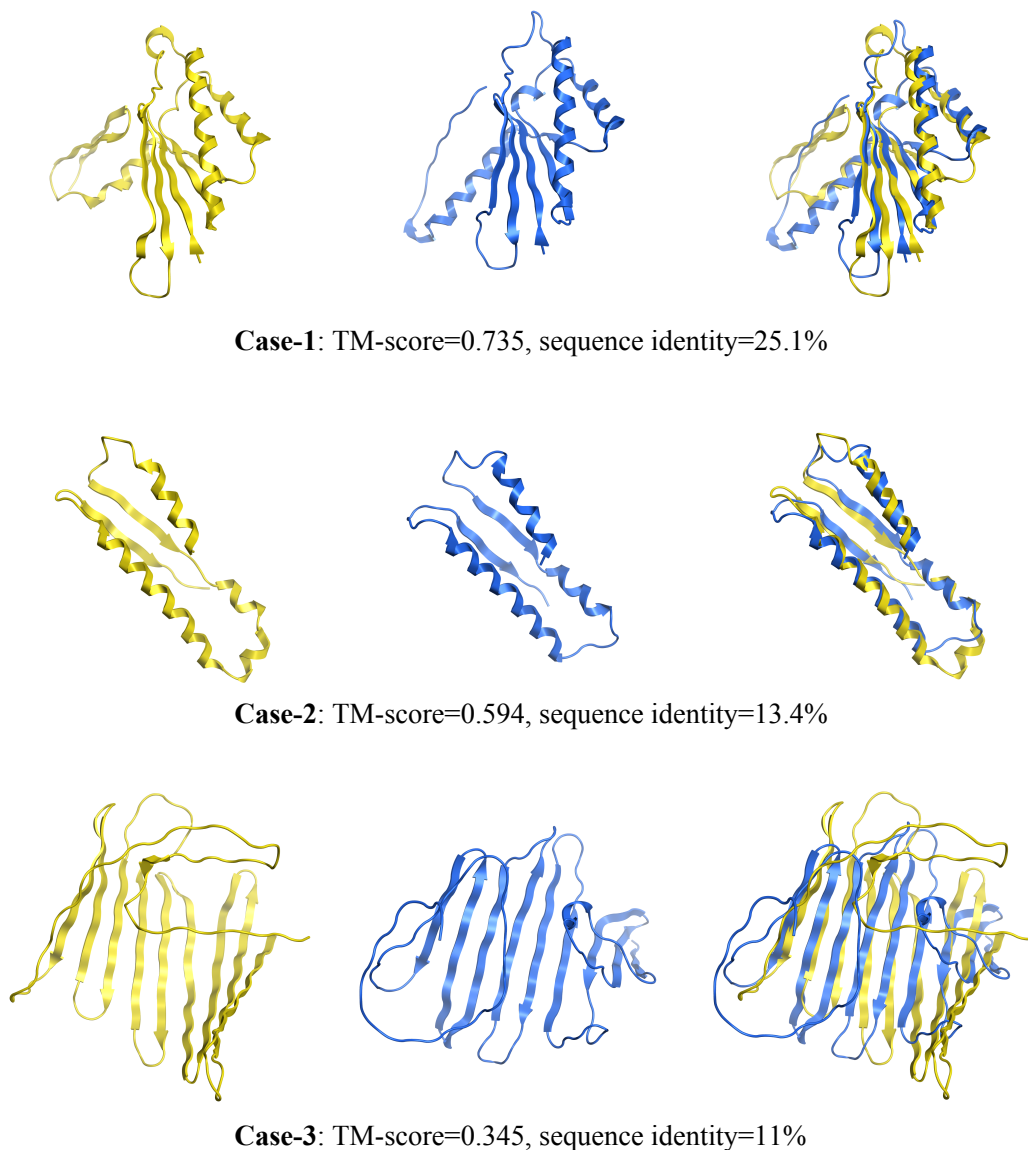 Case-1: TM-score=0.735, sequence identity=25.1%
Case-2: TM-score=0.594, sequence identity=13.4%
Case-3: TM-score=0.345, sequence identity=11%